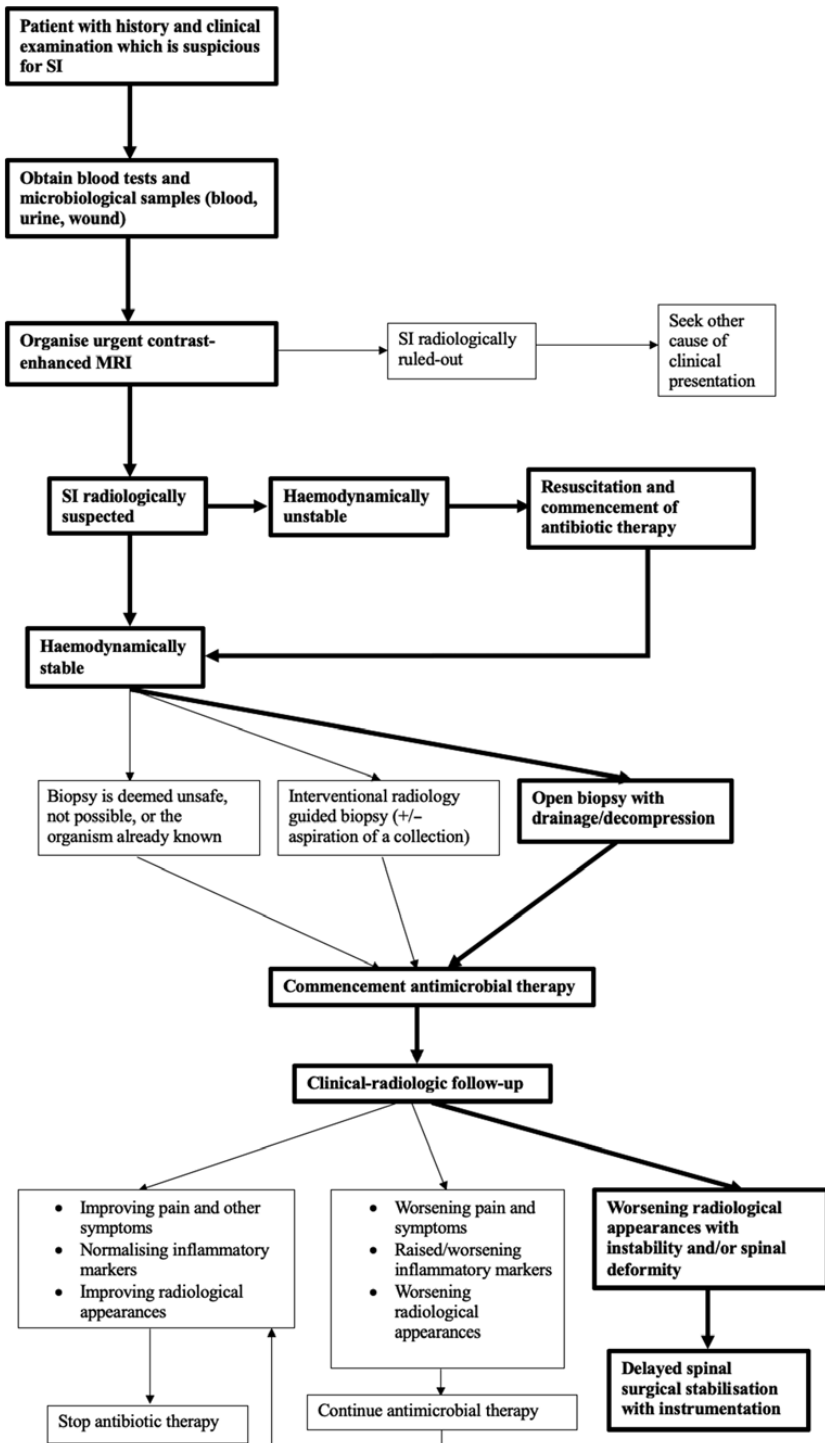 Patient with history and clinical
examination which is suspicious
for SI
Obtain blood tests and
microbiological samples (blood,
urine, wound)
Organise urgent contrast-
enhanced MRI
SI radiologically
ruled-out
Seek other
cause of
clinical
presentation
SI radiologically
suspected
Haemodynamically
unstable
Resuscitation and
commencement of
antibiotic therapy
Haemodynamically
stable
Biopsy is deemed unsafe,
not possible, or the
organism already known
Interventional radiology
guided biopsy (+/–
aspiration of a collection)
Open biopsy with
drainage/decompression
Commencement antimicrobial therapy
Clinical-radiologic follow-up
• Improving pain and other
symptoms
• Normalising inflammatory
markers
• Improving radiological
appearances
• Worsening pain and
symptoms
• Raised/worsening
inflammatory markers
• Worsening
radiological
appearances
Worsening radiological
appearances with
instability and/or spinal
deformity
Stop antibiotic therapy
Continue antimicrobial therapy
Delayed spinal
surgical stabilisation
with instrumentation